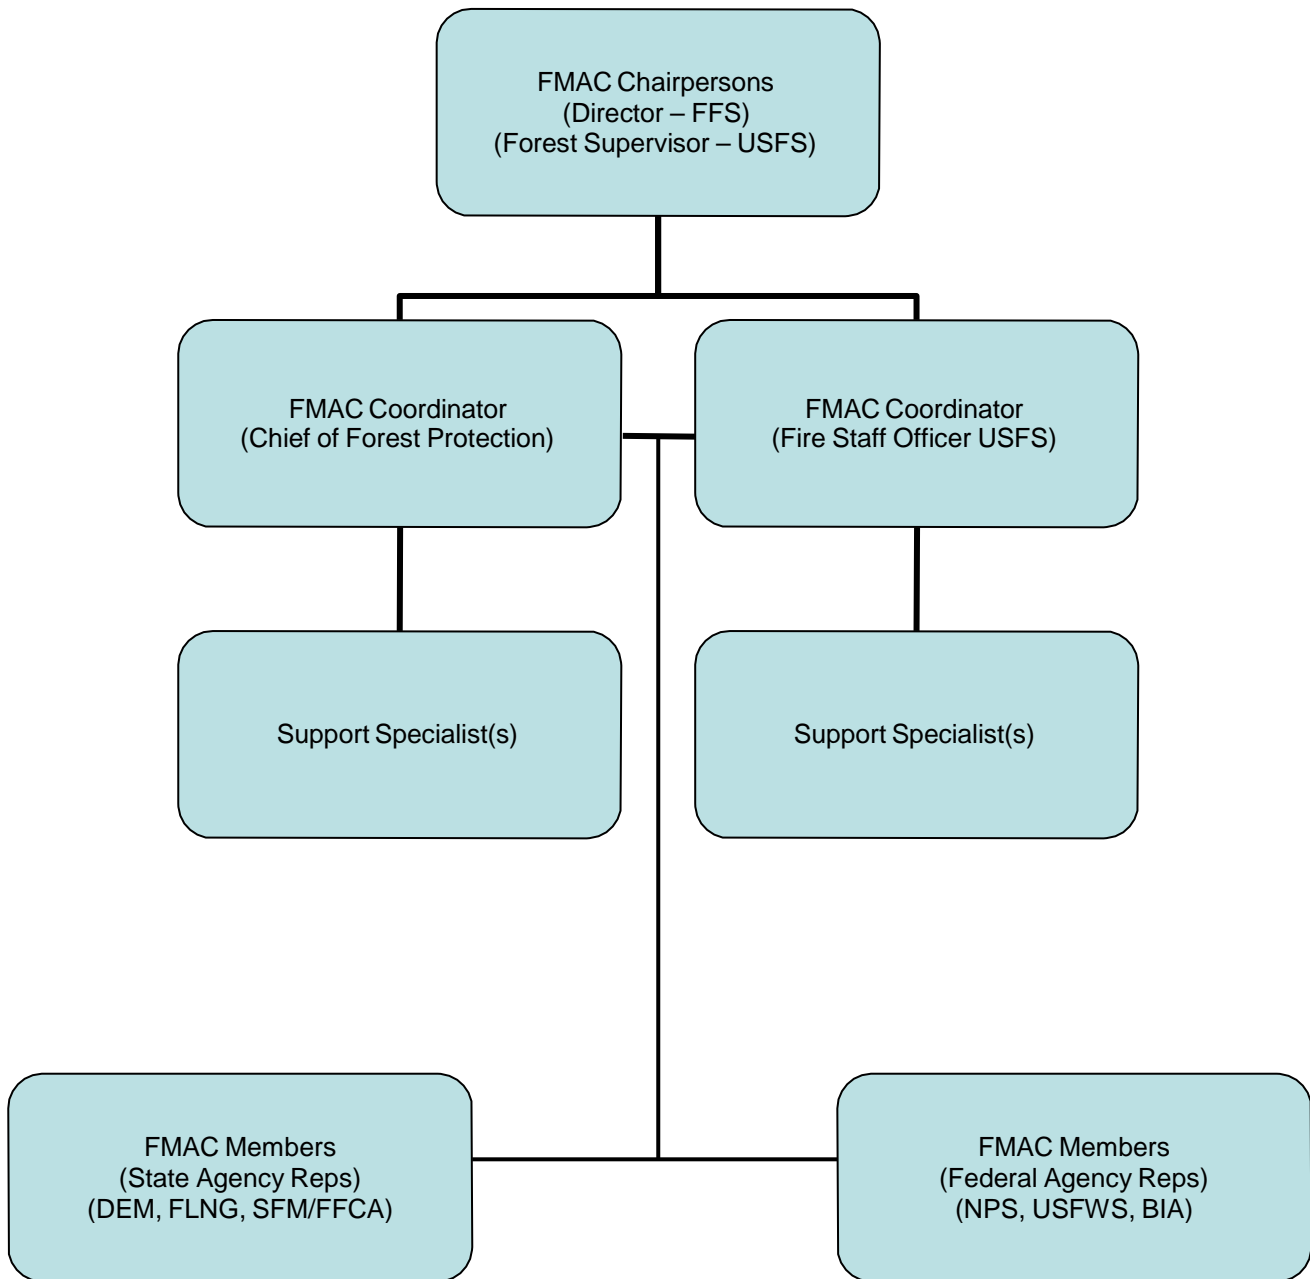 FMAC Chairpersons
(Director – FFS)
(Forest Supervisor – USFS)
FMAC Coordinator
(Chief of Forest Protection)
FMAC Coordinator
(Fire Staff Officer USFS)
Support Specialist(s)
Support Specialist(s)
FMAC Members
(State Agency Reps)
(DEM, FLNG, SFM/FFCA)
FMAC Members
(Federal Agency Reps)
(NPS, USFWS, BIA)